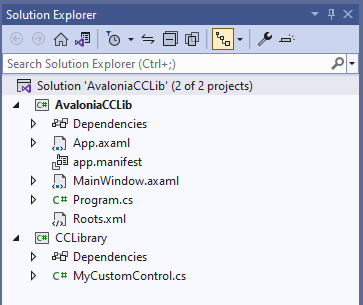 Solution Explorer
Search Solution Explorer (Ctrl+;)
Solution 'AvaloniaCCLib' (2 of 2 projects)
C# AvaloniaCCLib
Dependencies
App.axaml
app.manifest
MainWindow.axaml
C# Program.cs
Roots.xml
C# CCLibrary
Dependencies
C# MyCustomControl.cs